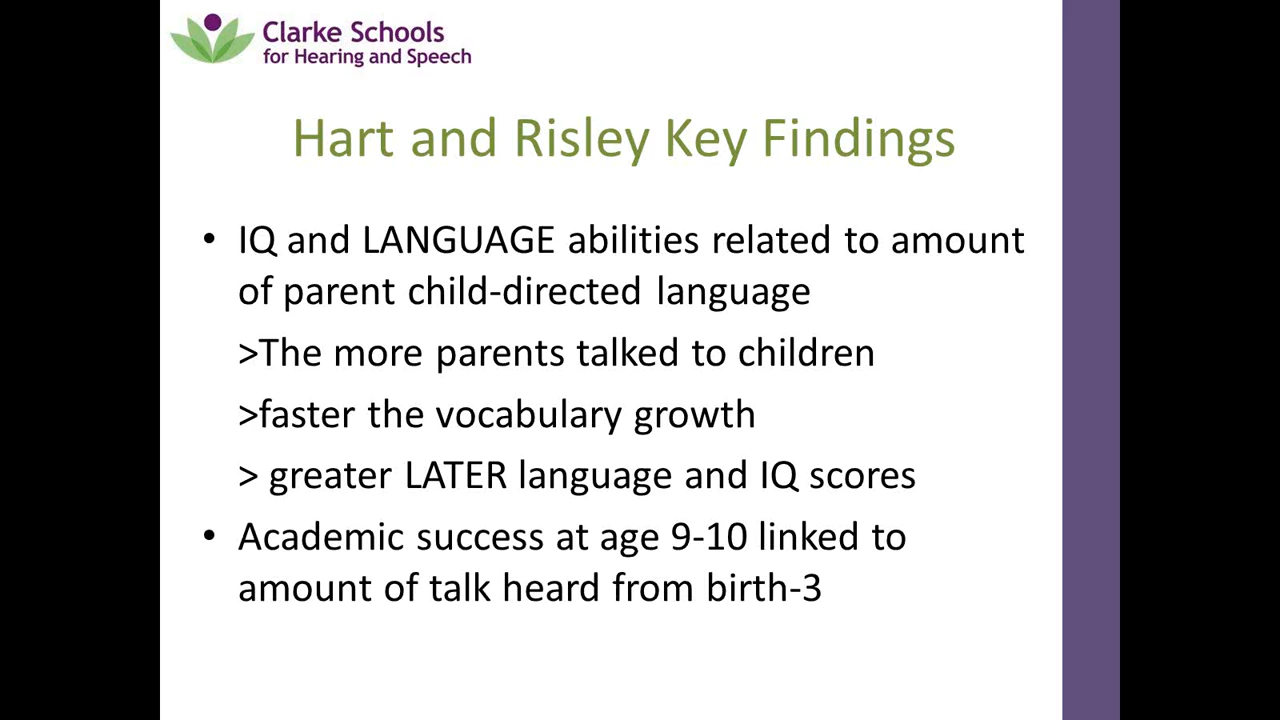 Clarke Schools
for Hearing and Speech
Hart and Risley Key Findings
• IQ and LANGUAGE abilities related to amount
of parent child-directed language
>The more parents talked to children
>faster the vocabulary growth
> greater LATER language and IQ scores
• Academic success at age 9-10 linked to
amount of talk heard from birth-3